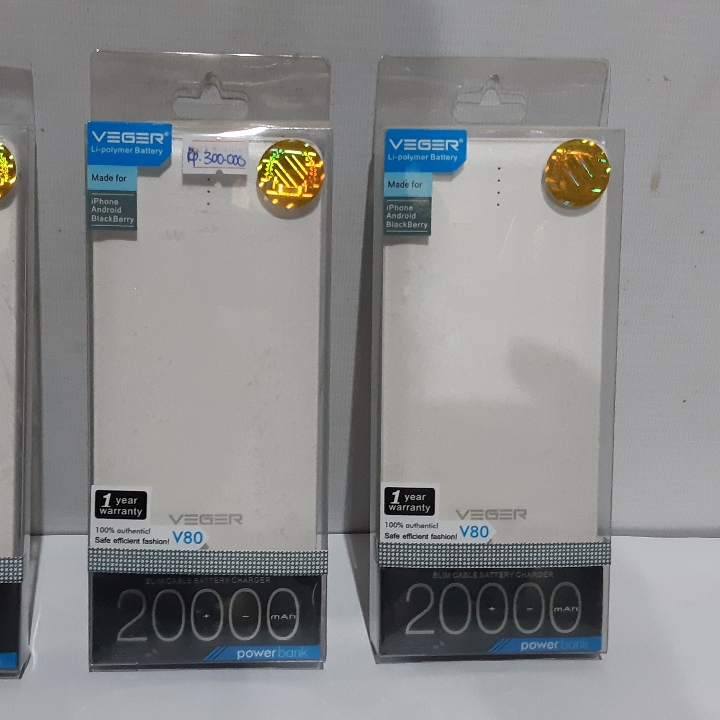 VEGER®
Li-polymer Battery
Rp. 300.000
Made for
iPhone
Android
BlackBerry
VEGER
1 year
warranty
100% authentic!
Safe efficient fashion! V80
SLIM CABLE BATTERY CHARGER
20000 mAh
power bank
VEGER®
Li-polymer Battery
Made for
iPhone
Android
BlackBerry
VEGER
1 year
warranty
100% authentic!
Safe efficient fashion! V80
SLIM CABLE BATTERY CHARGER
20000 mAh
power bank